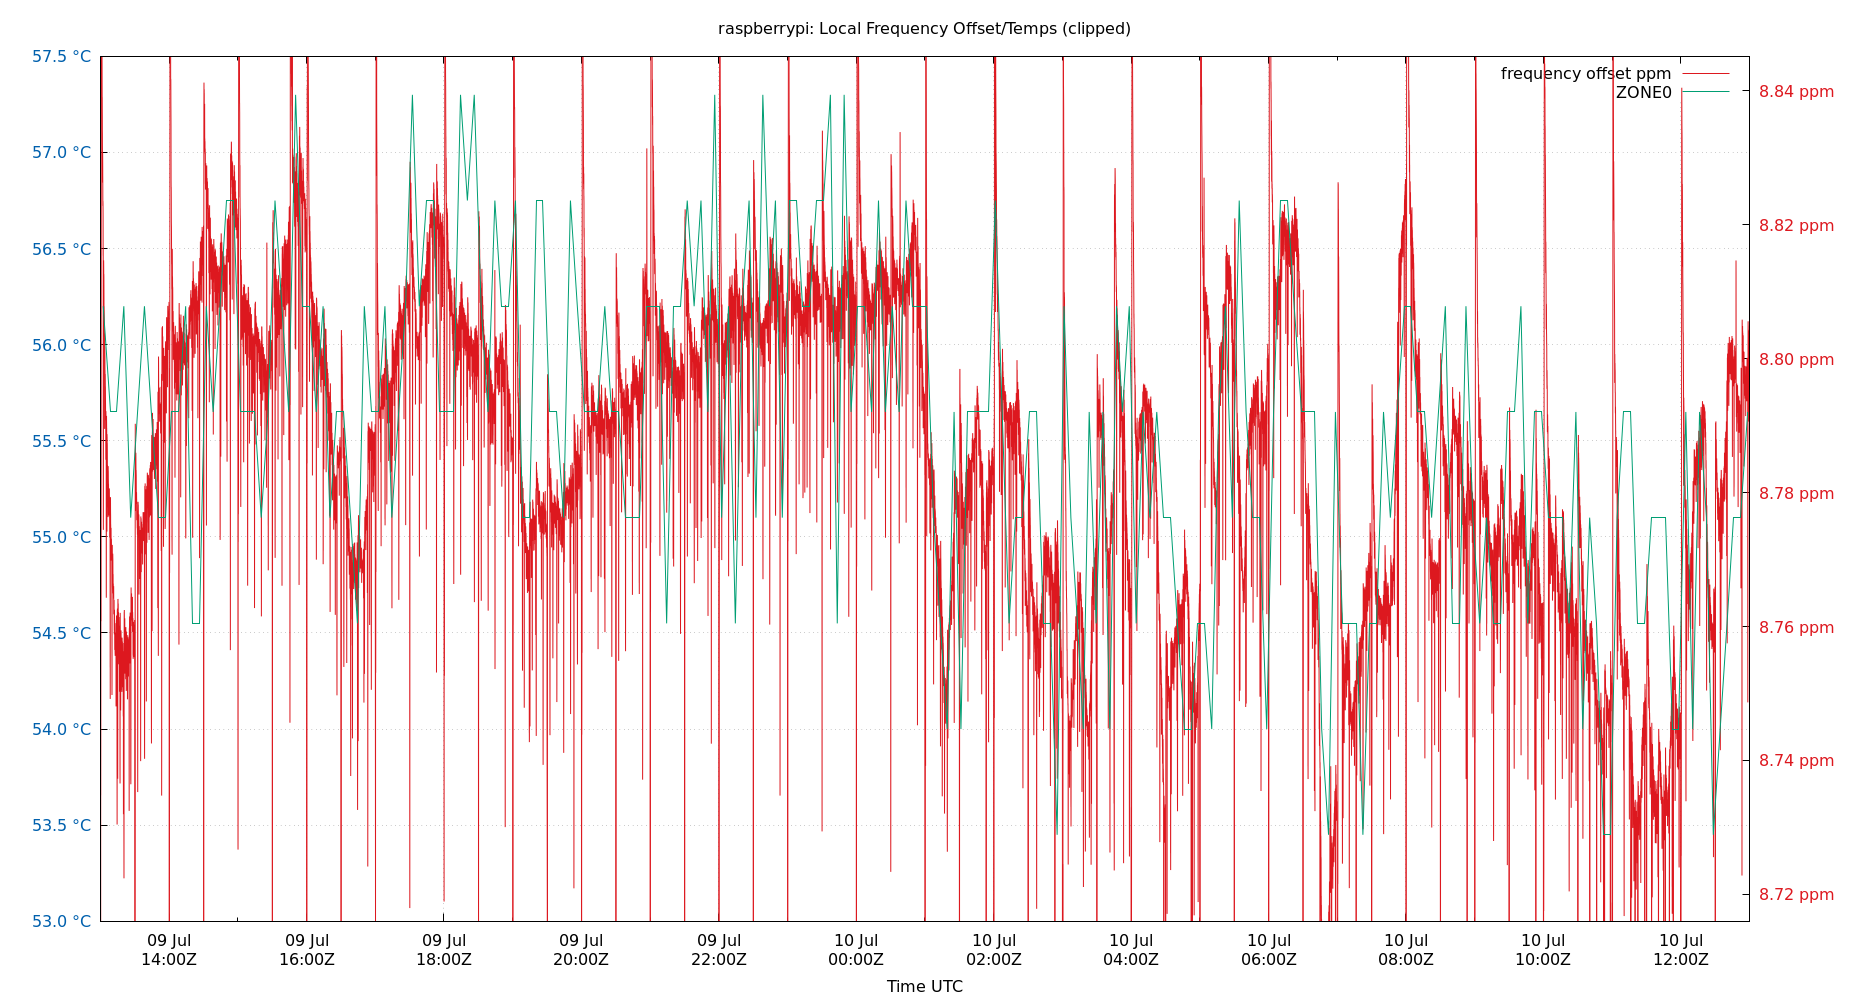 raspberrypi: Local Frequency Offset/Temps (clipped)
57.5 °C
57.0 °C
56.5 °C
56.0 °C
55.5 °C
55.0 °C
54.5 °C
54.0 °C
53.5 °C
53.0 °C
frequency offset ppm
ZONE0
8.84 ppm
8.82 ppm
8.80 ppm
8.78 ppm
8.76 ppm
8.74 ppm
8.72 ppm
09 Jul 09 Jul 09 Jul 09 Jul 09 Jul 10 Jul 10 Jul 10 Jul 10 Jul 10 Jul 10 Jul 10 Jul
14:00Z 16:00Z 18:00Z 20:00Z 22:00Z 00:00Z 02:00Z 04:00Z 06:00Z 08:00Z 10:00Z 12:00Z
Time UTC